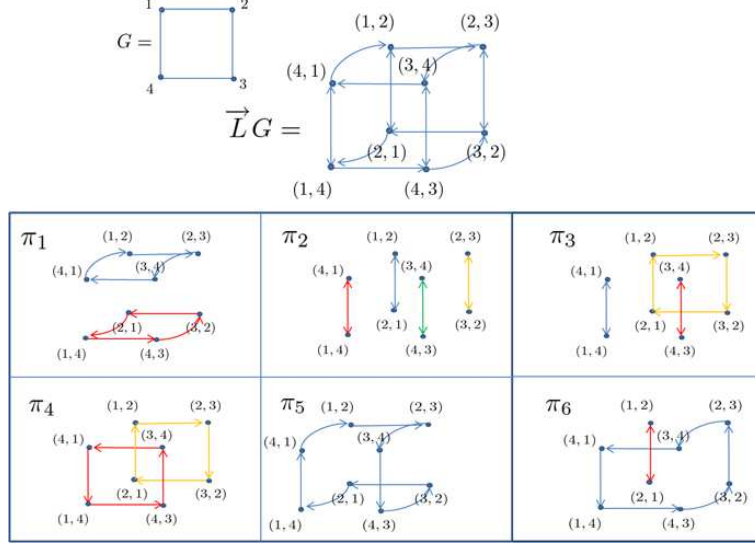 1 2
G =
4 3
(1, 2) (2, 3)
(4, 1) (3, 4)
L⃗ G =
(2, 1) (3, 2)
(1, 4) (4, 3)
π₁
(1, 2) (2, 3)
(4, 1) (3, 4)
(2, 1) (3, 2)
(1, 4) (4, 3)
π₂
(1, 2) (2, 3)
(4, 1) (3, 4)
(2, 1) (3, 2)
(1, 4) (4, 3)
π₃
(1, 2) (2, 3)
(4, 1) (3, 4)
(2, 1) (3, 2)
(1, 4) (4, 3)
π₄
(1, 2) (2, 3)
(4, 1) (3, 4)
(2, 1) (3, 2)
(1, 4) (4, 3)
π₅
(1, 2) (2, 3)
(4, 1) (3, 4)
(2, 1) (3, 2)
(1, 4) (4, 3)
π₆
(1, 2) (2, 3)
(4, 1) (3, 4)
(2, 1) (3, 2)
(1, 4) (4, 3)